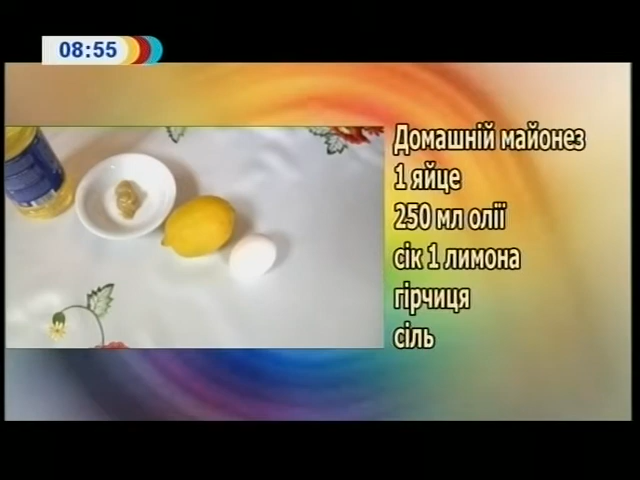 08:55
Домашній майонез
1 яйце
250 мл олії
сік 1 лимона
гірчиця
сіль